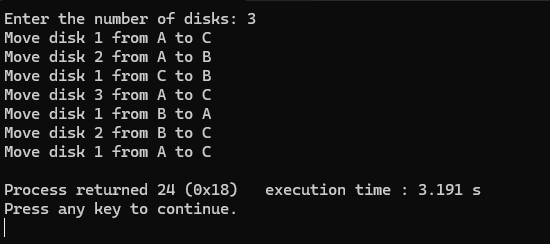 Enter the number of disks: 3
Move disk 1 from A to C
Move disk 2 from A to B
Move disk 1 from C to B
Move disk 3 from A to C
Move disk 1 from B to A
Move disk 2 from B to C
Move disk 1 from A to C
Process returned 24 (0x18)   execution time : 3.191 s
Press any key to continue.